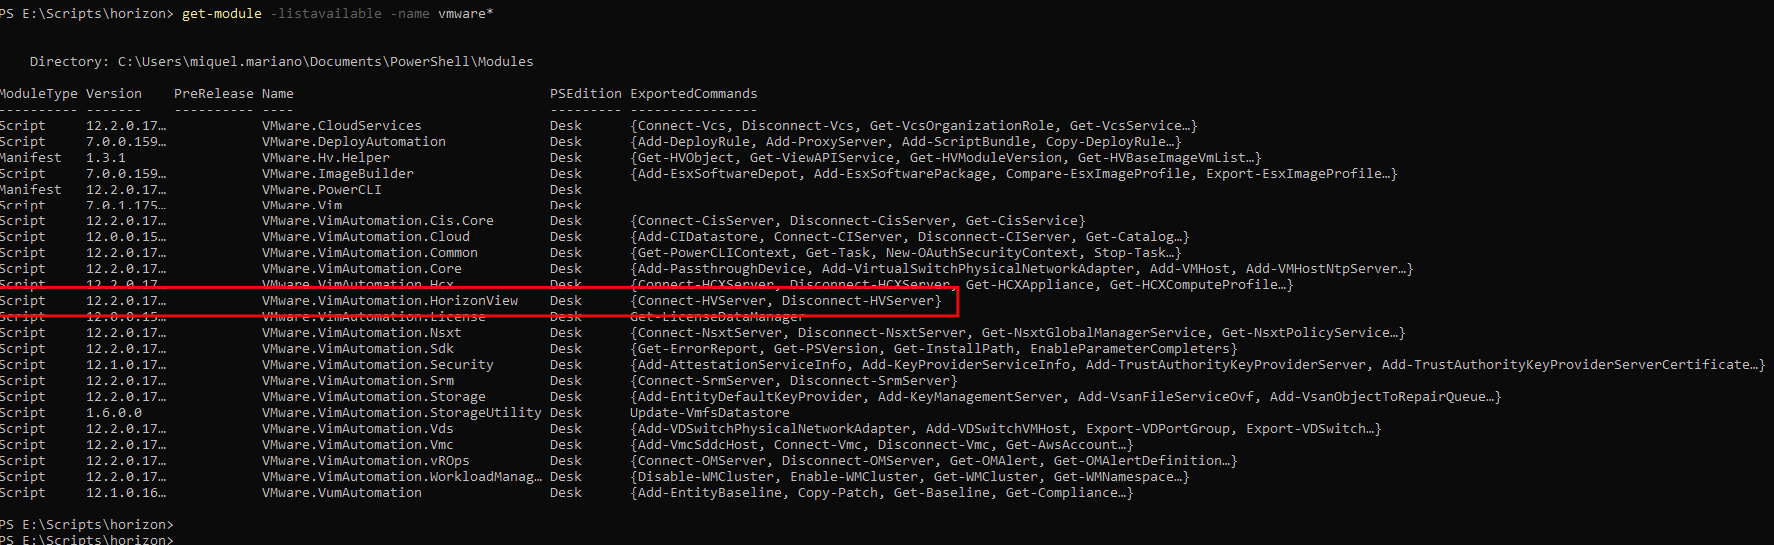 PS E:\Scripts\horizon> get-module -listavailable -name vmware*
Directory: C:\Users\miquel.mariano\Documents\PowerShell\Modules
ModuleType Version PreRelease Name PSEdition ExportedCommands
---------- ------- ---------- ---- --------- ----------------
Script 12.2.0.17… VMware.CloudServices Desk {Connect-Vcs, Disconnect-Vcs, Get-VcsOrganizationRole, Get-VcsService…}
Script 7.0.0.159… VMware.DeployAutomation Desk {Add-DeployRule, Add-ProxyServer, Add-ScriptBundle, Copy-DeployRule…}
Manifest 1.3.1 VMware.Hv.Helper Desk {Get-HVObject, Get-ViewAPIService, Get-HVModuleVersion, Get-HVBaseImageVmList…}
Script 7.0.0.159… VMware.ImageBuilder Desk {Add-EsxSoftwareDepot, Add-EsxSoftwarePackage, Compare-EsxImageProfile, Export-EsxImageProfile…}
Manifest 12.2.0.17… VMware.PowerCLI Desk
Script 7.0.1.175… VMware.Vim Desk
Script 12.2.0.17… VMware.VimAutomation.Cis.Core Desk {Connect-CisServer, Disconnect-CisServer, Get-CisService}
Script 12.0.0.15… VMware.VimAutomation.Cloud Desk {Add-CIDatastore, Connect-CIServer, Disconnect-CIServer, Get-Catalog…}
Script 12.2.0.17… VMware.VimAutomation.Common Desk {Get-PowerCLIContext, Get-Task, New-OAuthSecurityContext, Stop-Task…}
Script 12.2.0.17… VMware.VimAutomation.Core Desk {Add-PassthroughDevice, Add-VirtualSwitchPhysicalNetworkAdapter, Add-VMHost, Add-VMHostNtpServer…}
Script 12.2.0.17… VMware.VimAutomation.Hcx Desk {Connect-HCXServer, Disconnect-HCXServer, Get-HCXAppliance, Get-HCXComputeProfile…}
Script 12.2.0.17… VMware.VimAutomation.HorizonView Desk {Connect-HVServer, Disconnect-HVServer}
Script 12.0.0.15… VMware.VimAutomation.License Desk Get-LicenseDataManager
Script 12.2.0.17… VMware.VimAutomation.Nsxt Desk {Connect-NsxtServer, Disconnect-NsxtServer, Get-NsxtGlobalManagerService, Get-NsxtPolicyService…}
Script 12.2.0.17… VMware.VimAutomation.Sdk Desk {Get-ErrorReport, Get-PSVersion, Get-InstallPath, EnableParameterCompleters}
Script 12.1.0.17… VMware.VimAutomation.Security Desk {Add-AttestationServiceInfo, Add-KeyProviderServiceInfo, Add-TrustAuthorityKeyProviderServer, Add-TrustAuthorityKeyProviderServerCertificate…}
Script 12.2.0.17… VMware.VimAutomation.Srm Desk {Connect-SrmServer, Disconnect-SrmServer}
Script 12.2.0.17… VMware.VimAutomation.Storage Desk {Add-EntityDefaultKeyProvider, Add-KeyManagementServer, Add-VsanFileServiceOvf, Add-VsanObjectToRepairQueue…}
Script 1.6.0.0 VMware.VimAutomation.StorageUtility Desk Update-VmfsDatastore
Script 12.2.0.17… VMware.VimAutomation.Vds Desk {Add-VDSwitchPhysicalNetworkAdapter, Add-VDSwitchVMHost, Export-VDPortGroup, Export-VDSwitch…}
Script 12.2.0.17… VMware.VimAutomation.Vmc Desk {Add-VmcSddcHost, Connect-Vmc, Disconnect-Vmc, Get-AwsAccount…}
Script 12.2.0.17… VMware.VimAutomation.vROps Desk {Connect-OMServer, Disconnect-OMServer, Get-OMAlert, Get-OMAlertDefinition…}
Script 12.2.0.17… VMware.VimAutomation.WorkloadManag… Desk {Disable-WMCluster, Enable-WMCluster, Get-WMCluster, Get-WMNamespace…}
Script 12.1.0.16… VMware.VumAutomation Desk {Add-EntityBaseline, Copy-Patch, Get-Baseline, Get-Compliance…}
PS E:\Scripts\horizon>
PS E:\Scripts\horizon>